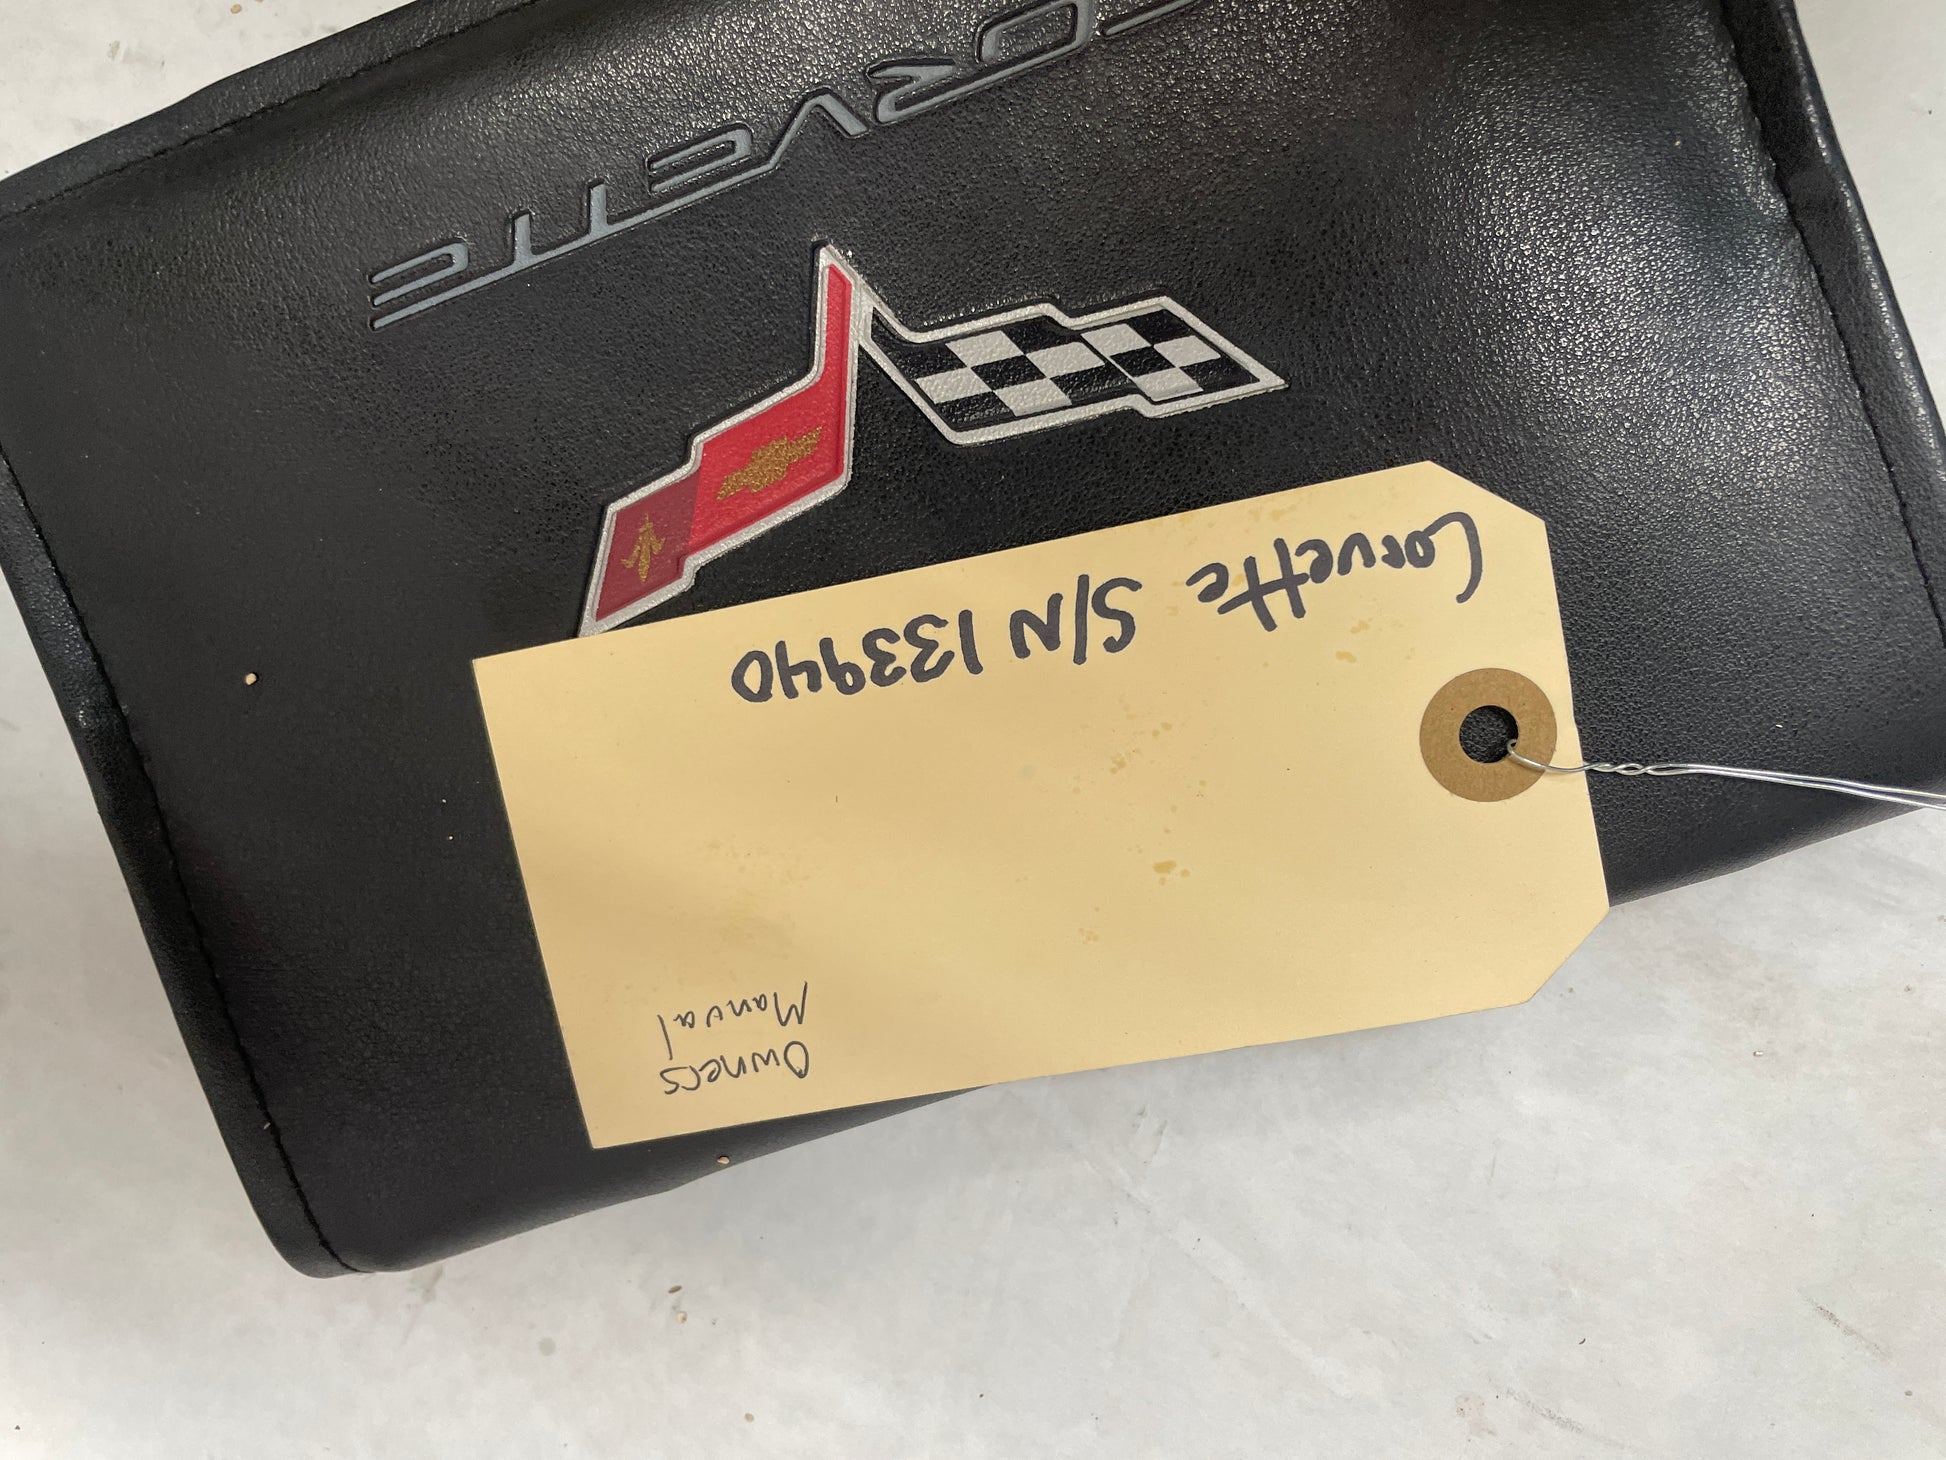 Owners
Manual
Corvette S/N 133940
CORVETTE